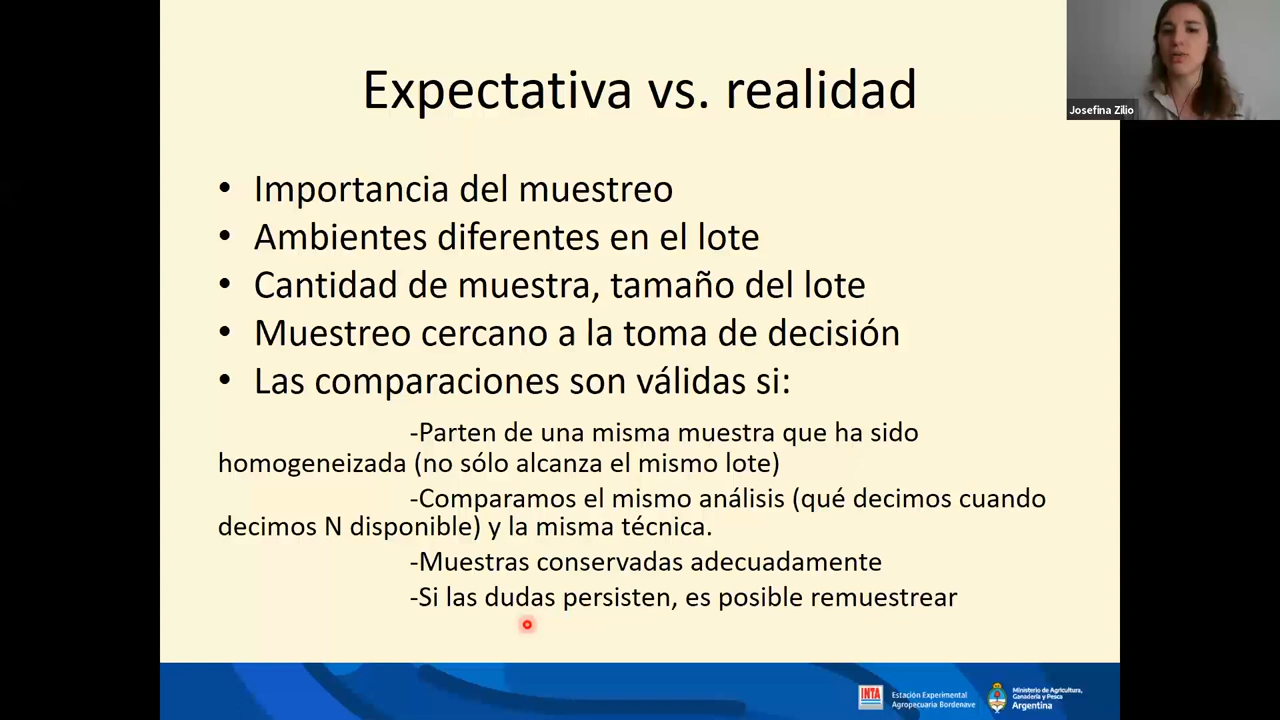 Expectativa vs. realidad
Josefina Zilio
• Importancia del muestreo
• Ambientes diferentes en el lote
• Cantidad de muestra, tamaño del lote
• Muestreo cercano a la toma de decisión
• Las comparaciones son válidas si:
-Parten de una misma muestra que ha sido
homogeneizada (no sólo alcanza el mismo lote)
-Comparamos el mismo análisis (qué decimos cuando
decimos N disponible) y la misma técnica.
-Muestras conservadas adecuadamente
-Si las dudas persisten, es posible remuestrear
INTA
Estación Experimental
Agropecuaria Bordenave
Ministerio de Agricultura,
Ganadería y Pesca
Argentina